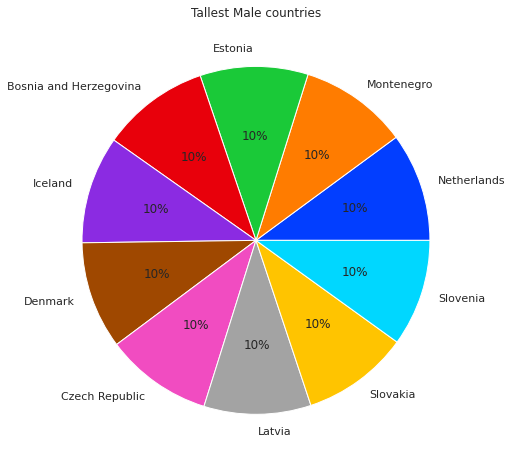 Tallest Male countries
Estonia
Bosnia and Herzegovina
Montenegro
10%
10%
10%
Iceland
Netherlands
10%
10%
Denmark
Slovenia
10%
10%
10%
10%
10%
Czech Republic
Slovakia
Latvia